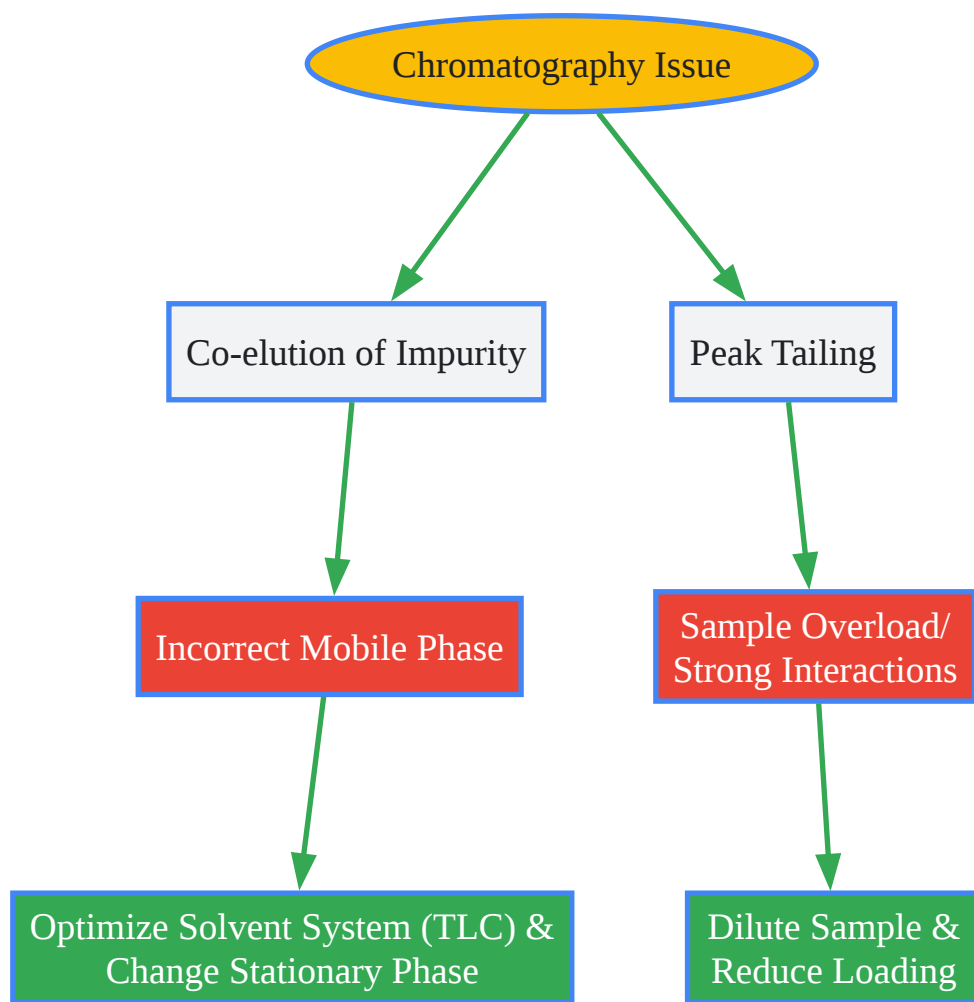 Chromatography Issue
Co-elution of Impurity
Peak Tailing
Incorrect Mobile Phase
Sample Overload/
Strong Interactions
Optimize Solvent System (TLC) &
Change Stationary Phase
Dilute Sample &
Reduce Loading